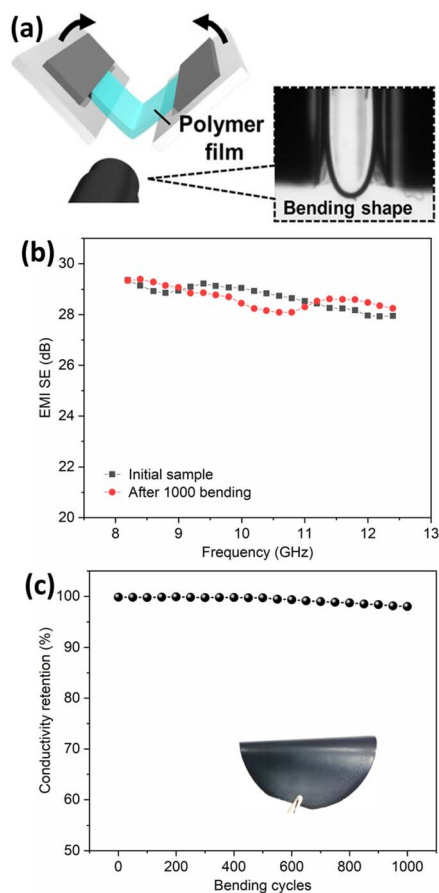 (a)
Polymer
film
Bending shape
(b)
EMI SE (dB)
30
28
26
24
22
20
Initial sample
After 1000 bending
8
9
10
11
12
13
Frequency (GHz)
(c)
Conductivity retention (%)
100
90
80
70
60
50
0
200
400
600
800
1000
Bending cycles